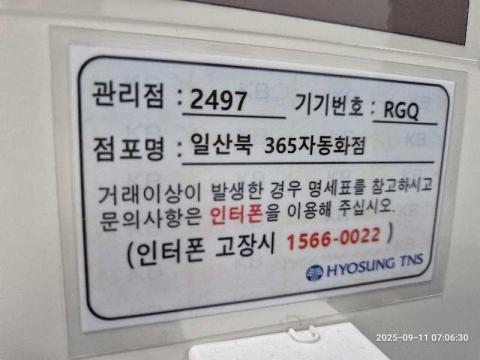 관리점 : 2497 기기번호 : RGQ
점포명 : 일산북 365자동화점
거래이상이 발생한 경우 명세표를 참고하시고
문의사항은 인터폰을 이용해 주십시오.
(인터폰 고장시 1566-0022 )
HYOSUNG TNS
2025-09-11 07:06:30